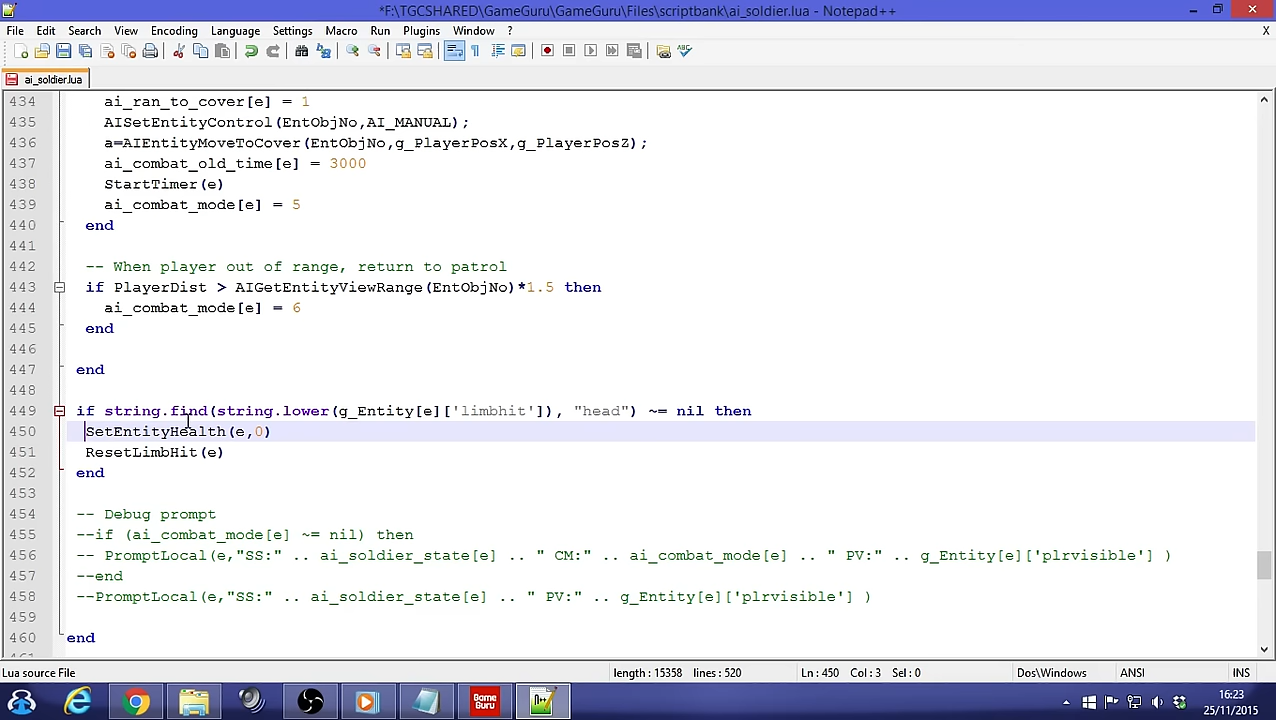 *F:\TGCSHARED\GameGuru\GameGuru\Files\scriptbank\ai_soldier.lua - Notepad++
File Edit Search View Encoding Language Settings Macro Run Plugins Window ? X
ai_soldier.lua
434 ai_ran_to_cover[e] = 1
435 AISetEntityControl(EntObjNo,AI_MANUAL);
436 a=AIEntityMoveToCover(EntObjNo,g_PlayerPosX,g_PlayerPosZ);
437 ai_combat_old_time[e] = 3000
438 StartTimer(e)
439 ai_combat_mode[e] = 5
440 end
441
442 -- When player out of range, return to patrol
443 if PlayerDist > AIGetEntityViewRange(EntObjNo)*1.5 then
444 ai_combat_mode[e] = 6
445 end
446
447 end
448
449 if string.find(string.lower(g_Entity[e]['limbhit']), "head") ~= nil then
450 SetEntityHealth(e,0)
451 ResetLimbHit(e)
452 end
453
454 -- Debug prompt
455 --if (ai_combat_mode[e] ~= nil) then
456 -- PromptLocal(e,"SS:" .. ai_soldier_state[e] .. " CM:" .. ai_combat_mode[e] .. " PV:" .. g_Entity[e]['plrvisible'] )
457 --end
458 --PromptLocal(e,"SS:" .. ai_soldier_state[e] .. " PV:" .. g_Entity[e]['plrvisible'] )
459
460 end
Lua source File length : 15358 lines : 520 Ln : 450 Col : 3 Sel : 0 Dos\Windows ANSI INS
Game
Guru
16:23
25/11/2015